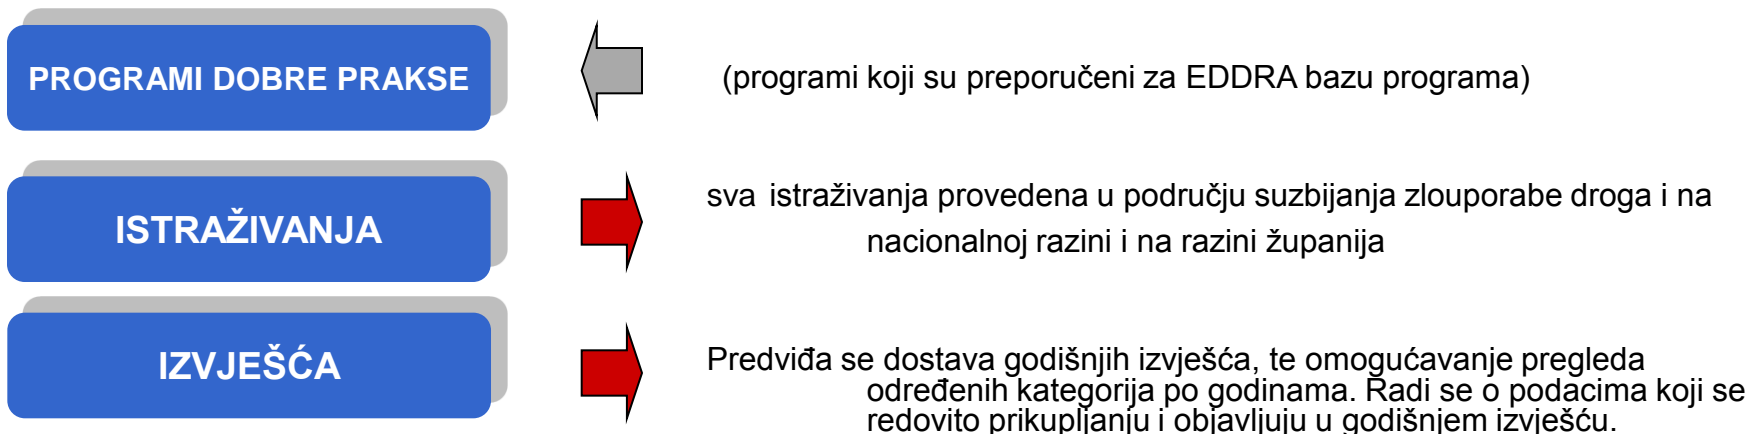 PROGRAMI DOBRE PRAKSE
(programi koji su preporučeni za EDDRA bazu programa)
ISTRAŽIVANJA
sva istraživanja provedena u području suzbijanja zlouporabe droga i na
nacionalnoj razini i na razini županija
IZVJEŠĆA
Predviđa se dostava godišnjih izvješća, te omogućavanje pregleda
određenih kategorija po godinama. Radi se o podacima koji se
redovito prikupljanju i objavljuju u godišnjem izvješću.